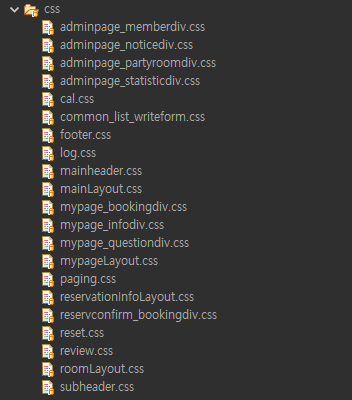 css
adminpage_memberdiv.css
adminpage_noticediv.css
adminpage_partyroomdiv.css
adminpage_statisticdiv.css
cal.css
common_list_writeform.css
footer.css
log.css
mainheader.css
mainLayout.css
mypage_bookingdiv.css
mypage_infodiv.css
mypage_questiondiv.css
mypageLayout.css
paging.css
reservationInfoLayout.css
reservconfirm_bookingdiv.css
reset.css
review.css
roomLayout.css
subheader.css